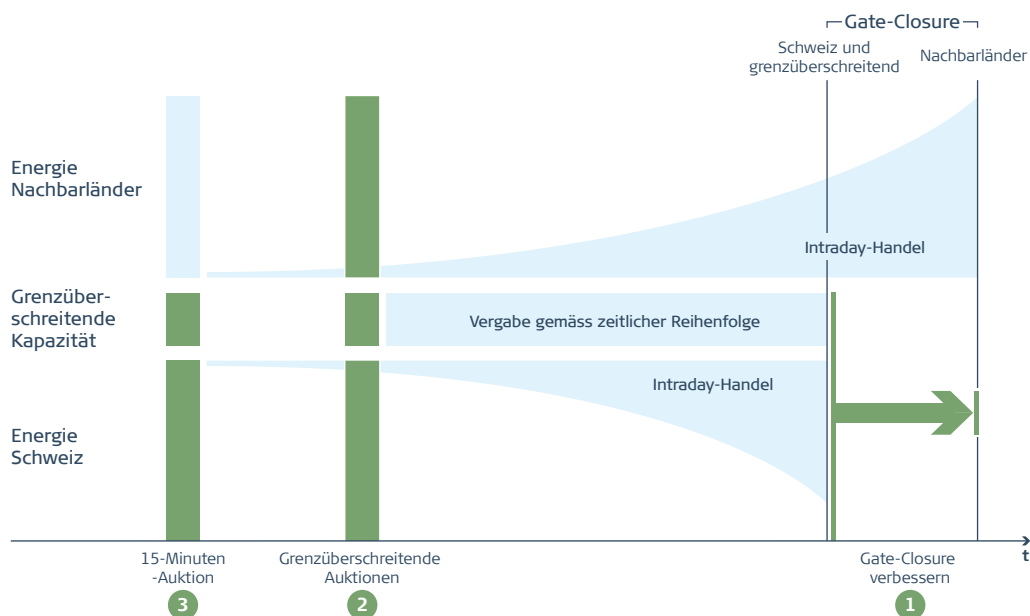 Gate-Closure
Schweiz und
grenzüberschreitend
Nachbarländer
Energie
Nachbarländer
Intraday-Handel
Grenzüber-
schreitende
Kapazität
Vergabe gemäss zeitlicher Reihenfolge
Intraday-Handel
Energie
Schweiz
t
15-Minuten
-Auktion
3
Grenzüberschreitende
Auktionen
2
Gate-Closure
verbessern
1